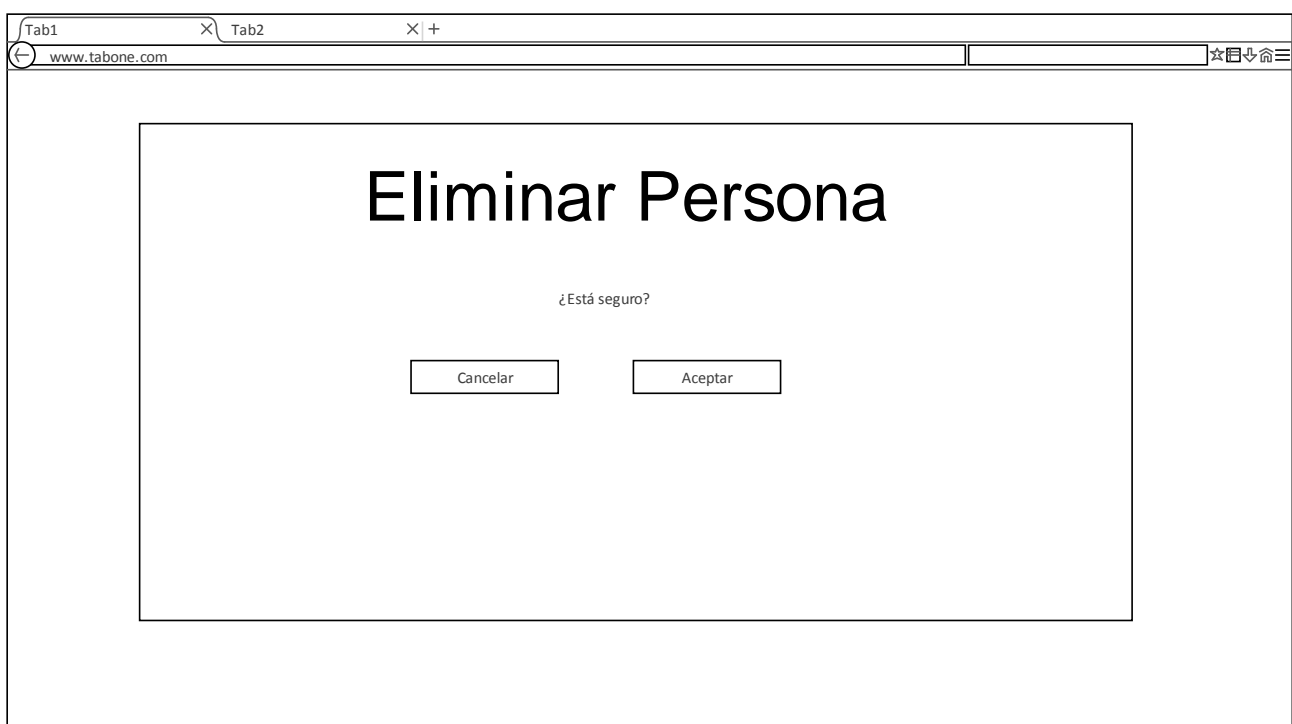 Tab1 Tab2
www.tabone.com
Eliminar Persona
¿Está seguro?
Cancelar Aceptar